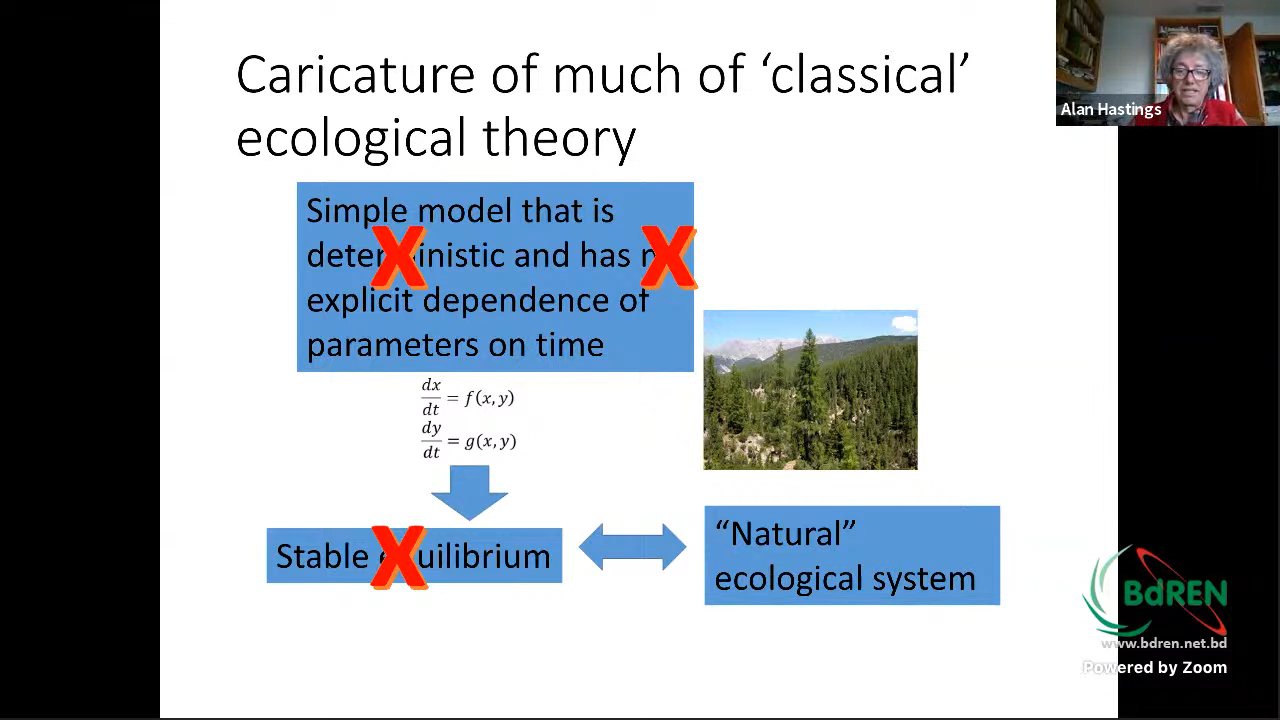 Caricature of much of ‘classical’
ecological theory
Alan Hastings
Simple model that is
deterministic and has no
explicit dependence of
parameters on time
dx/dt = f(x,y)
dy/dt = g(x,y)
Stable equilibrium
“Natural”
ecological system
BdREN
www.bdren.net.bd
Powered by Zoom